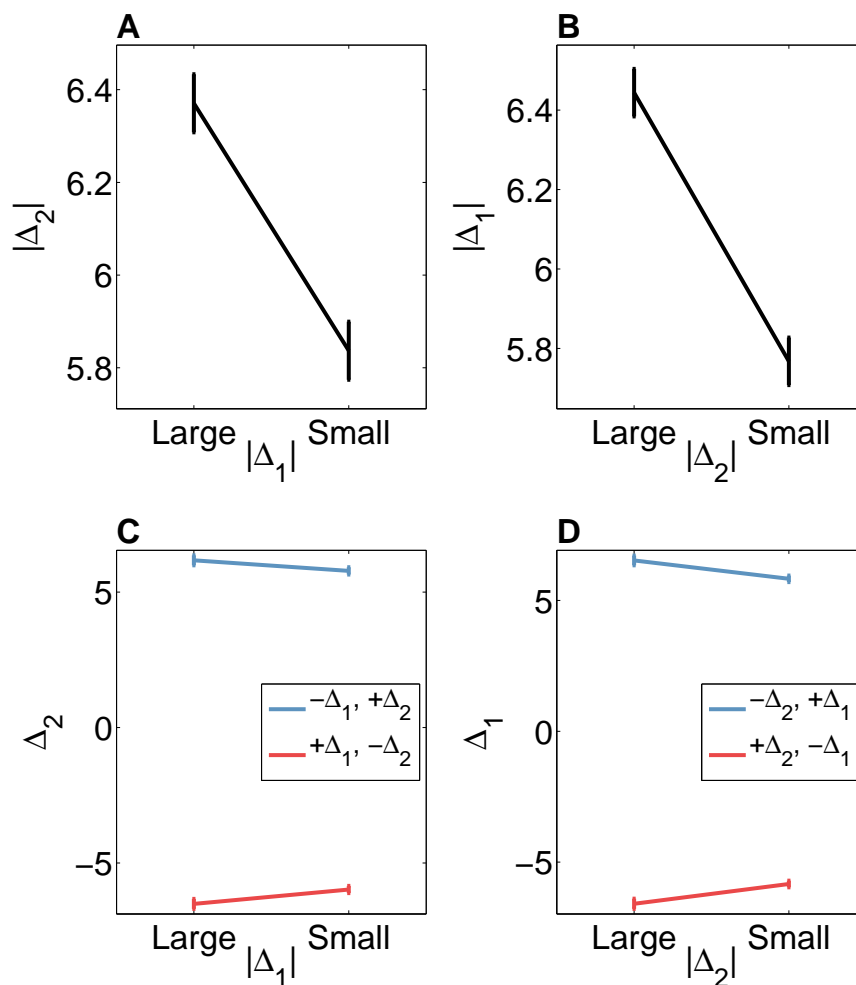 A
|Δ₂|
6.4
6.2
6
5.8
Large Small
|Δ₁|
B
|Δ₁|
6.4
6.2
6
5.8
Large Small
|Δ₂|
C
Δ₂
5
0
−5
−Δ₁, +Δ₂
+Δ₁, −Δ₂
Large Small
|Δ₁|
D
Δ₁
5
0
−5
−Δ₂, +Δ₁
+Δ₂, −Δ₁
Large Small
|Δ₂|